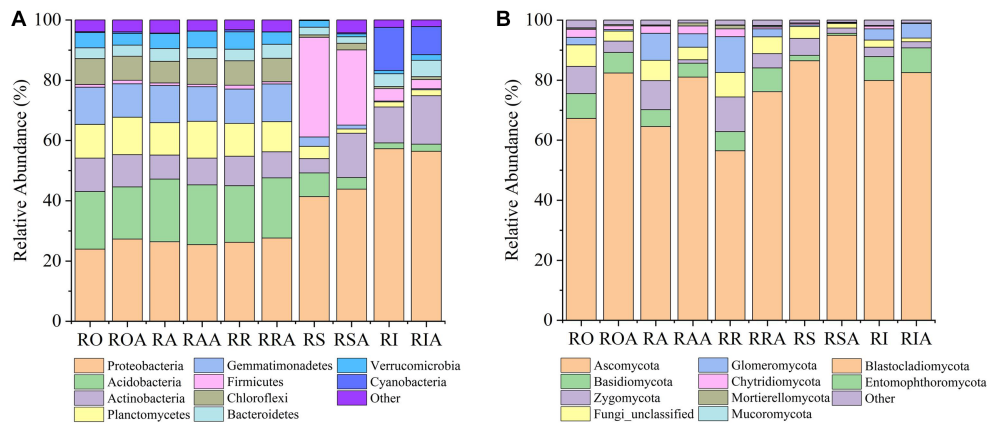 A
Relative Abundance (%)
100
80
60
40
20
0
RO ROA RA RAA RR RRA RS RSA RI RIA
Proteobacteria Gemmatimonadetes Verrucomicrobia
Acidobacteria Firmicutes Cyanobacteria
Actinobacteria Chloroflexi Other
Planctomycetes Bacteroidetes
B
Relative Abundance (%)
100
80
60
40
20
0
RO ROA RA RAA RR RRA RS RSA RI RIA
Ascomycota Glomeromycota Blastocladiomycota
Basidiomycota Chytridiomycota Entomophthoromycota
Zygomycota Mortierellomycota Other
Fungi_unclassified Mucoromycota